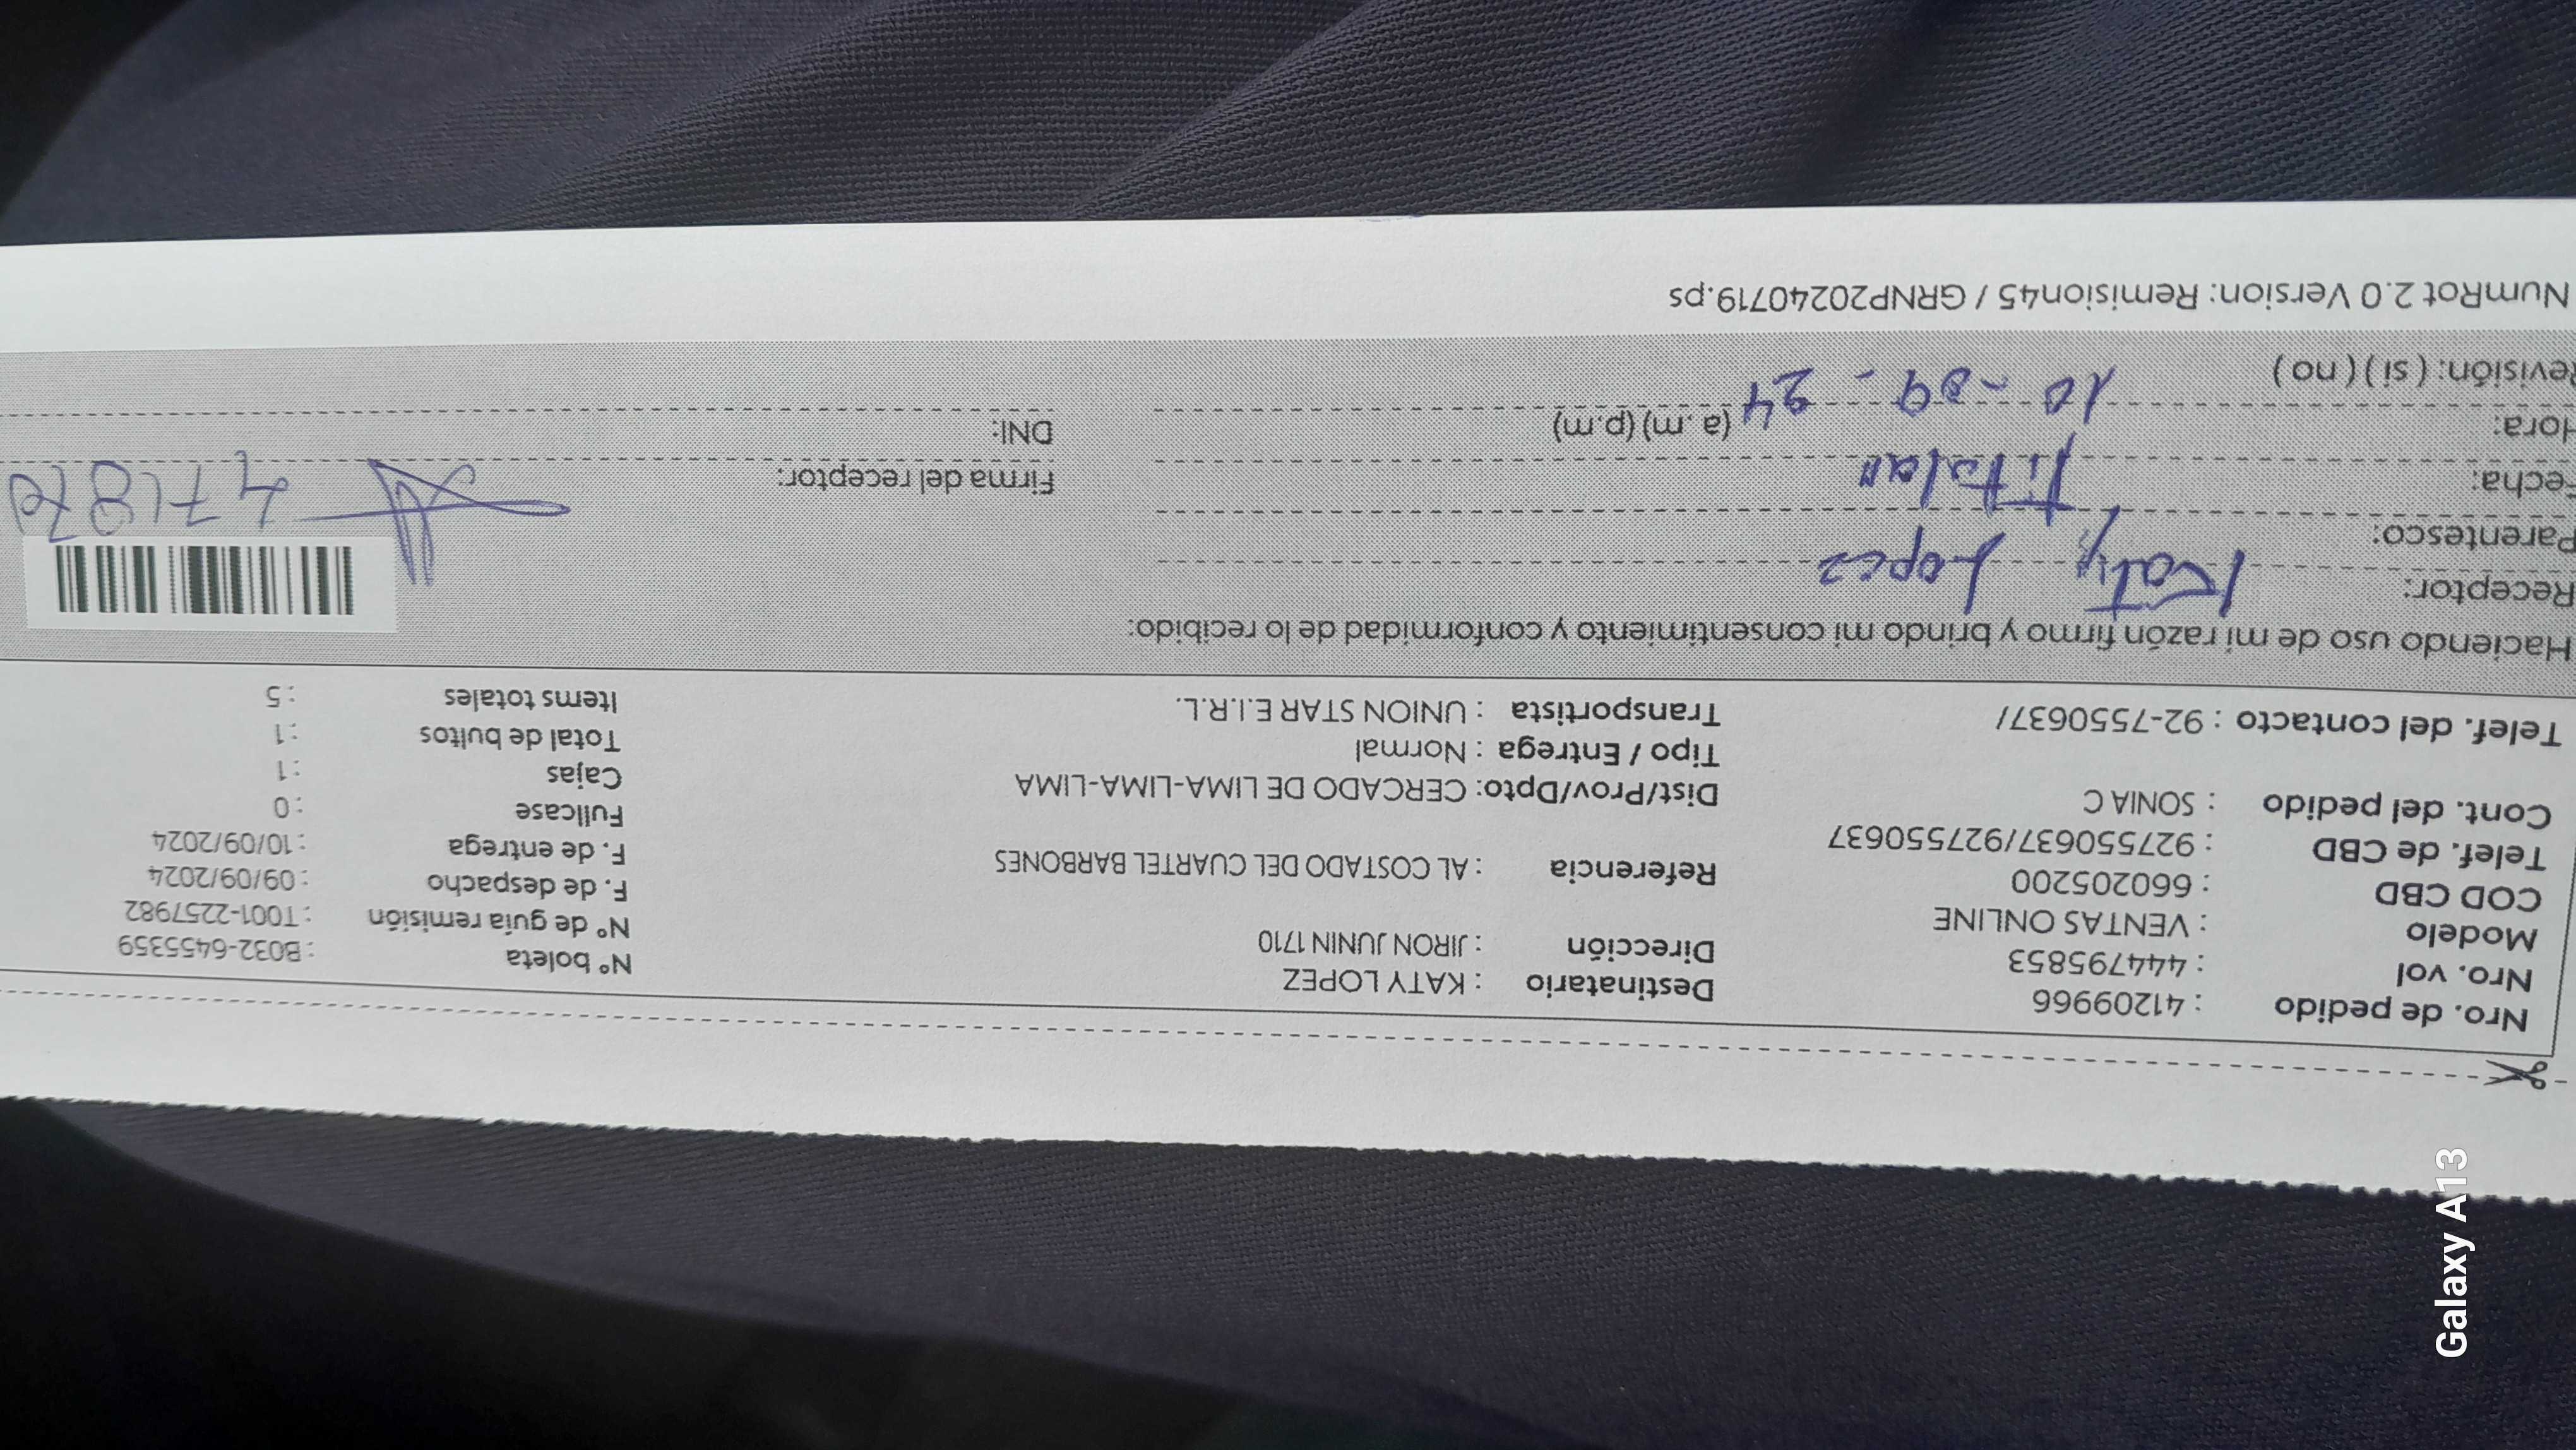 Nro. de pedido : 41209966
Nro. vol : 444795853
Modelo : VENTAS ONLINE
COD CBD : 660205200
Telef. de CBD : 927550637/927550637
Cont. del pedido : SONIA C
Telef. del contacto : 92-7550637/
Destinatario : KATY LOPEZ
Dirección : JIRON JUNIN 1710
Referencia : AL COSTADO DEL CUARTEL BARBONES
Dist/Prov/Dpto: CERCADO DE LIMA-LIMA-LIMA
Tipo / Entrega : Normal
Transportista : UNION STAR E.I.R.L.
N° boleta : B032-6455359
N° de guía remisión : T001-2257982
F. de despacho : 09/09/2024
F. de entrega : 10/09/2024
Fullcase : 0
Cajas : 1
Total de bultos : 1
Items totales : 5
Haciendo uso de mi razón firmo y brindo mi consentimiento y conformidad de lo recibido:
Receptor: Katy Lopez
Parentesco: Titular
Fecha:
Hora: 10-09-24 (a.m) (p.m)
Revisión: ( si ) ( no )
Firma del receptor:
DNI:
NumRot 2.0 Version: Remision45 / GRNP20240719.ps
Galaxy A13